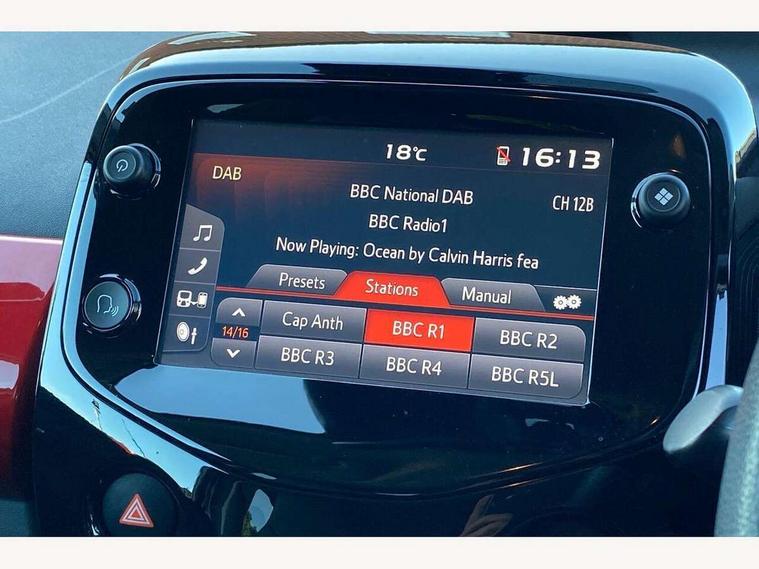 18°C 16:13
DAB
BBC National DAB CH 12B
BBC Radio1
Now Playing: Ocean by Calvin Harris fea
Presets Stations Manual
Cap Anth BBC R1 BBC R2
14/16
BBC R3 BBC R4 BBC R5L